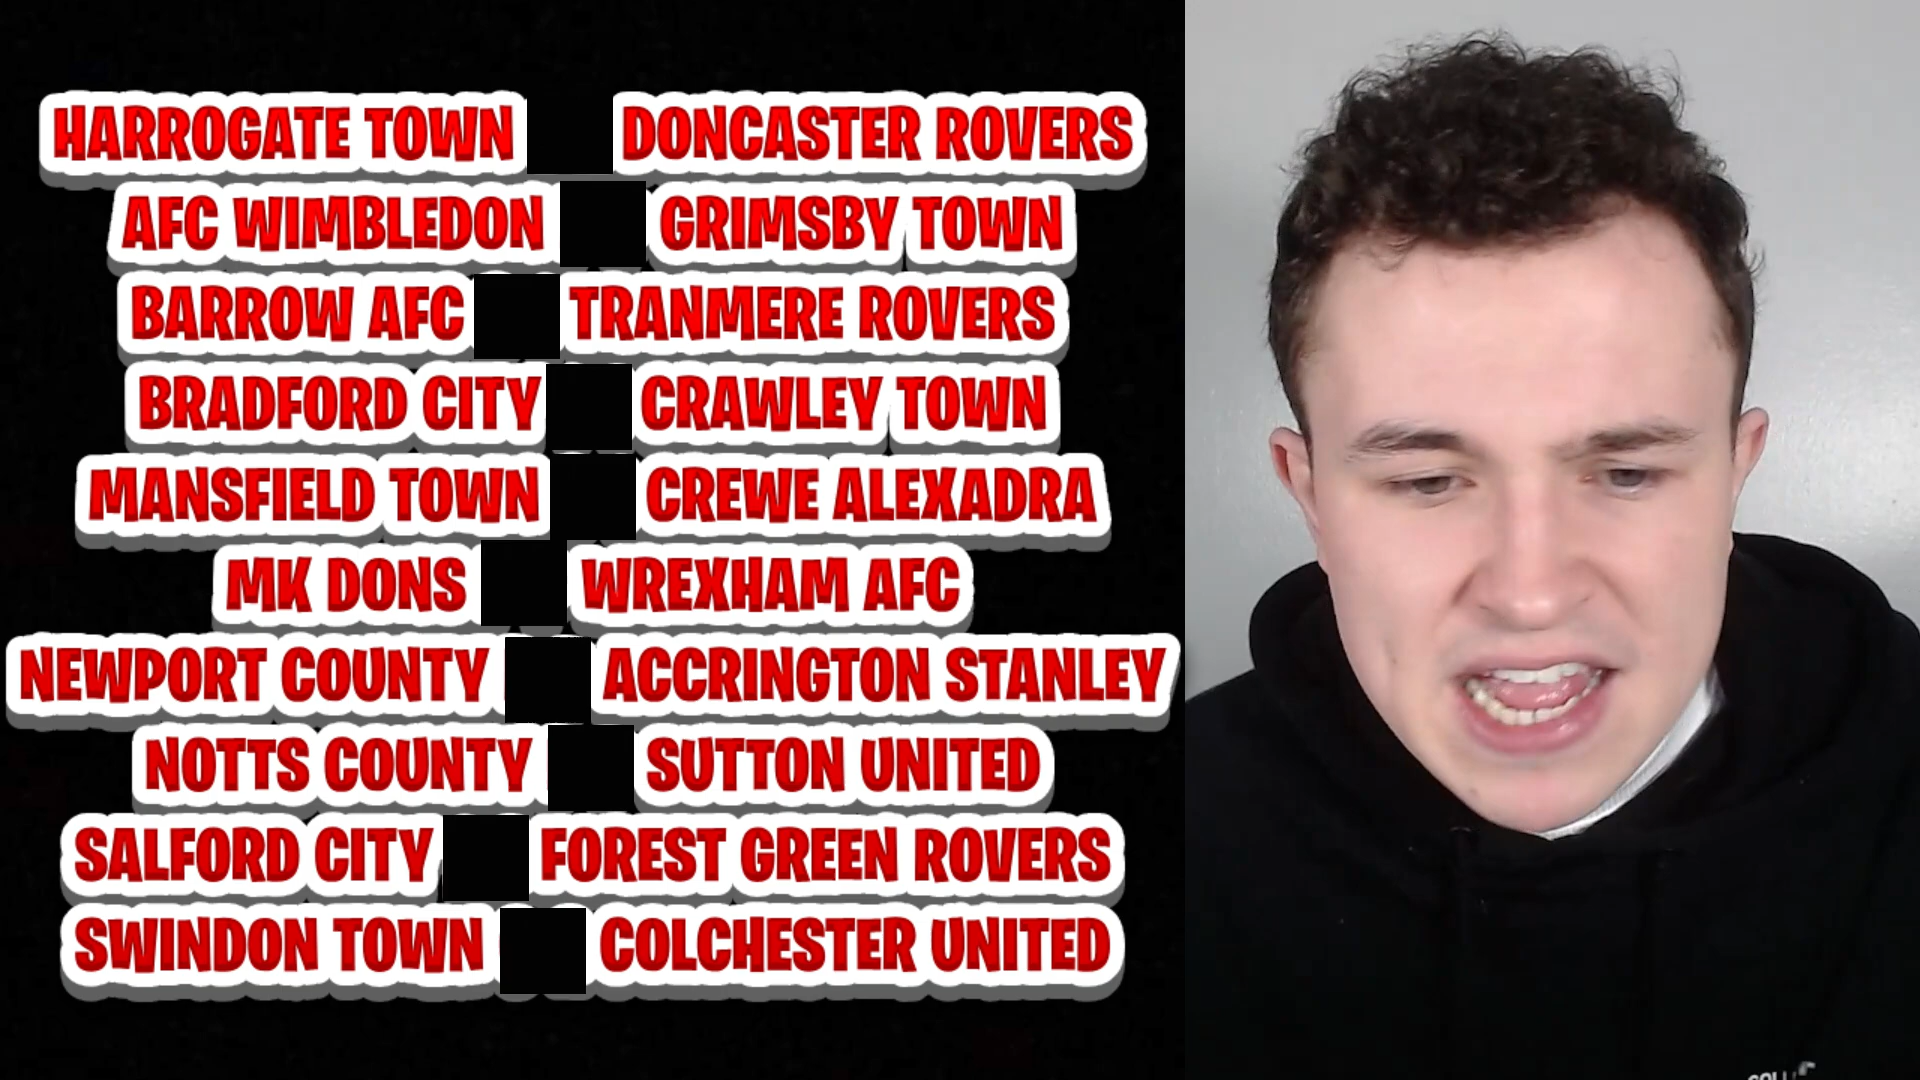 HARROGATE TOWN DONCASTER ROVERS
AFC WIMBLEDON GRIMSBY TOWN
BARROW AFC TRANMERE ROVERS
BRADFORD CITY CRAWLEY TOWN
MANSFIELD TOWN CREWE ALEXADRA
MK DONS WREXHAM AFC
NEWPORT COUNTY ACCRINGTON STANLEY
NOTTS COUNTY SUTTON UNITED
SALFORD CITY FOREST GREEN ROVERS
SWINDON TOWN COLCHESTER UNITED